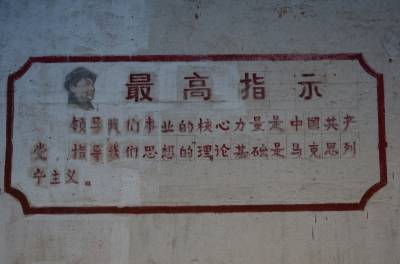 最高指示
领导我们事业的核心力量是中国共产
党，指导我们思想的理论基础是马克思列
宁主义。